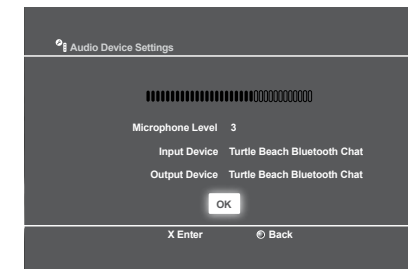 Audio Device Settings
Microphone Level 3
Input Device Turtle Beach Bluetooth Chat
Output Device Turtle Beach Bluetooth Chat
OK
X Enter Back